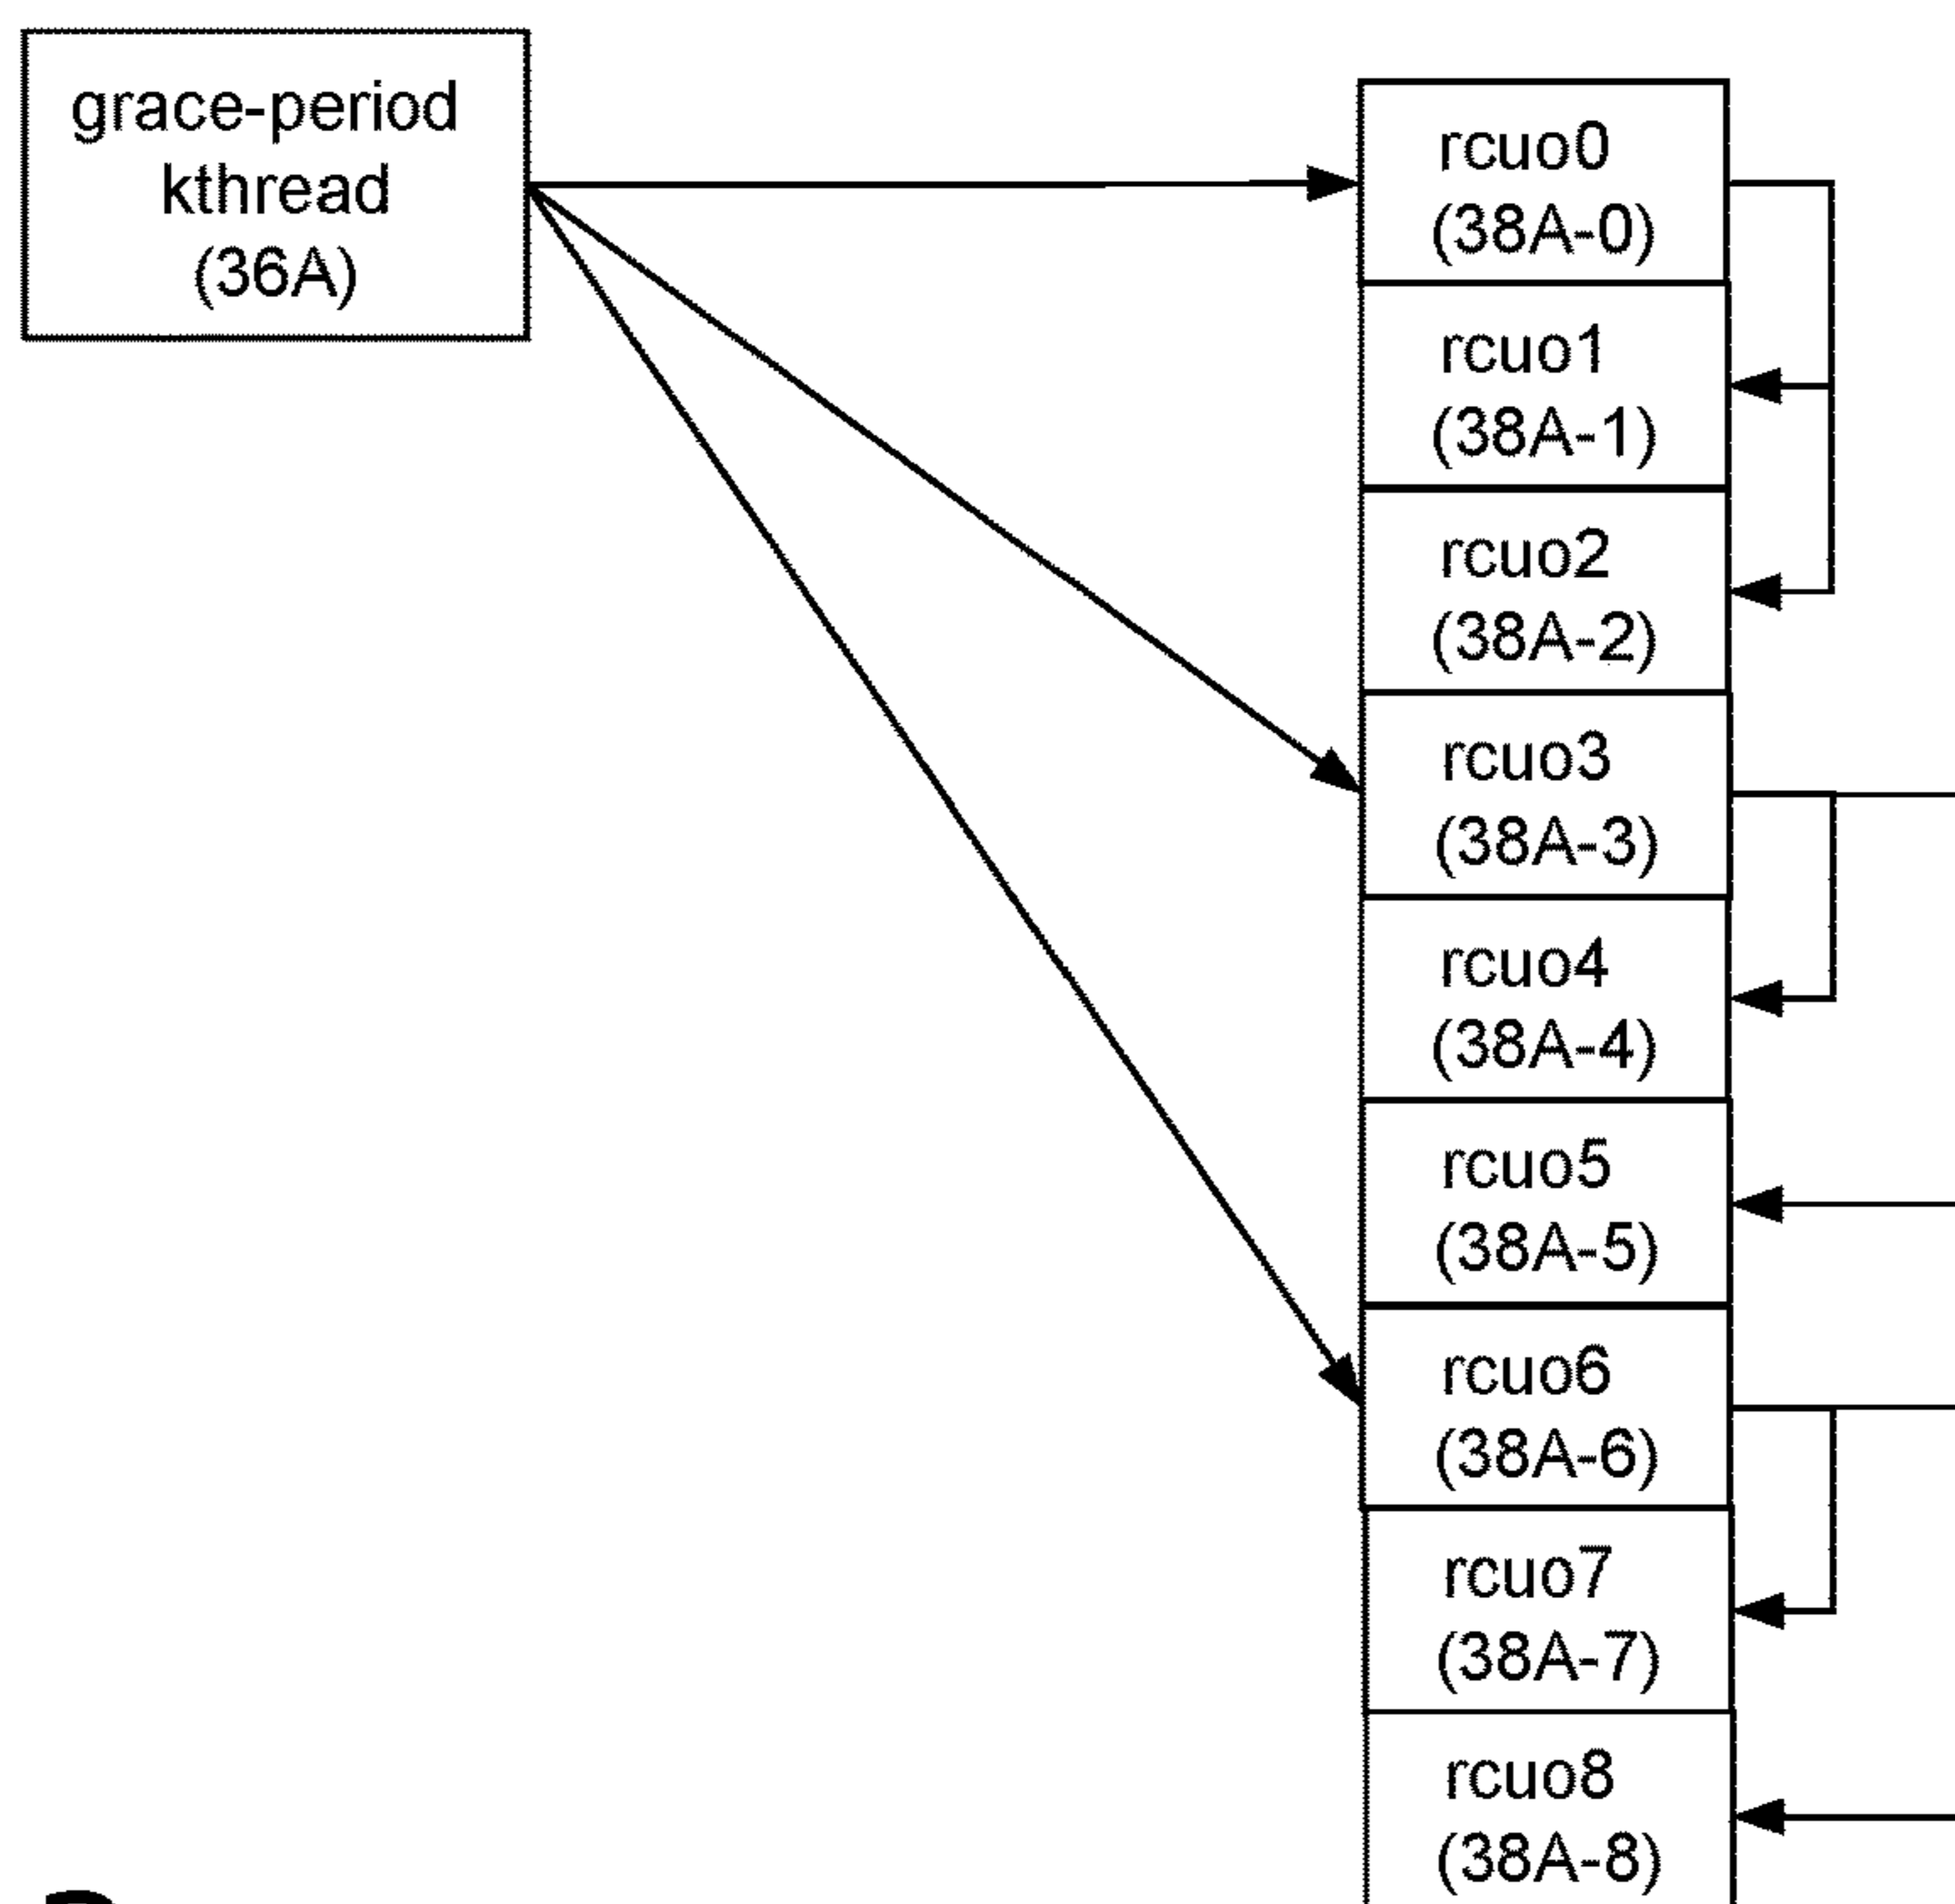 grace-period
kthread
(36A)
rcuo0
(38A-0)
rcuo1
(38A-1)
rcuo2
(38A-2)
rcuo3
(38A-3)
rcuo4
(38A-4)
rcuo5
(38A-5)
rcuo6
(38A-6)
rcuo7
(38A-7)
rcuo8
(38A-8)